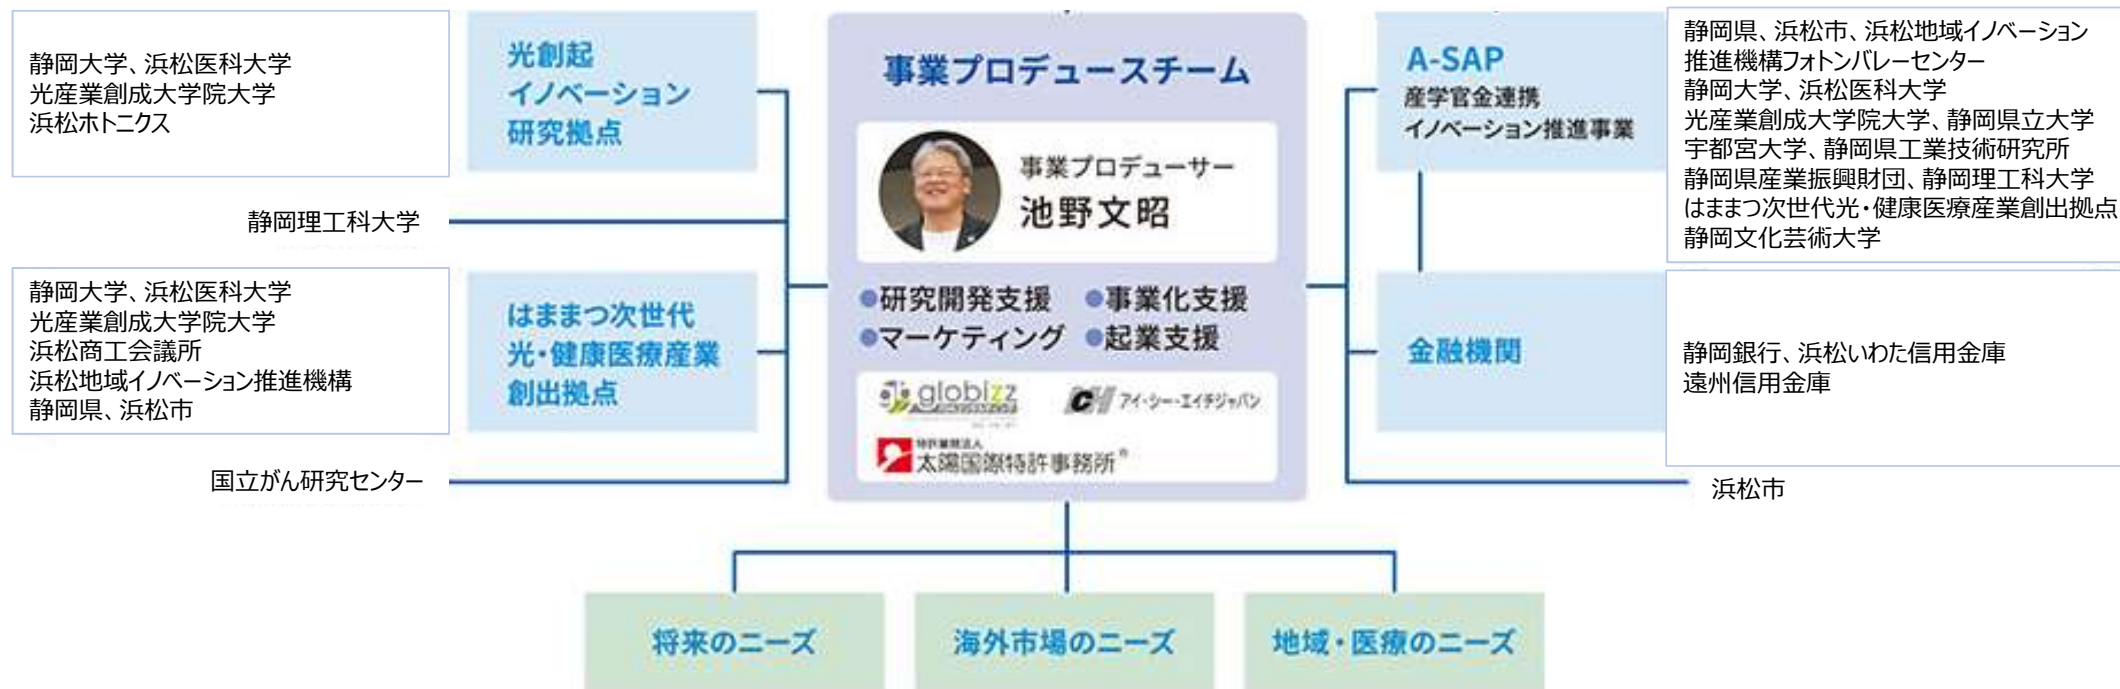 静岡大学、浜松医科大学
光産業創成大学院大学
浜松ホトニクス
光創起
イノベーション
研究拠点
静岡理工科大学
静岡大学、浜松医科大学
光産業創成大学院大学
浜松商工会議所
浜松地域イノベーション推進機構
静岡県、浜松市
はままつ次世代
光・健康医療産業
創出拠点
国立がん研究センター
事業プロデュースチーム
事業プロデューサー
池野文昭
●研究開発支援 ●事業化支援
●マーケティング ●起業支援
globizz
アイ・シー・エイチジャパン
特許業務法人
太陽国際特許事務所®
A-SAP
産学官金連携
イノベーション推進事業
静岡県、浜松市、浜松地域イノベーション
推進機構フォトンバレーセンター
静岡大学、浜松医科大学
光産業創成大学院大学、静岡県立大学
宇都宮大学、静岡県工業技術研究所
静岡県産業振興財団、静岡理工科大学
はままつ次世代光・健康医療産業創出拠点
静岡文化芸術大学
金融機関
静岡銀行、浜松いわた信用金庫
遠州信用金庫
浜松市
将来のニーズ
海外市場のニーズ
地域・医療のニーズ